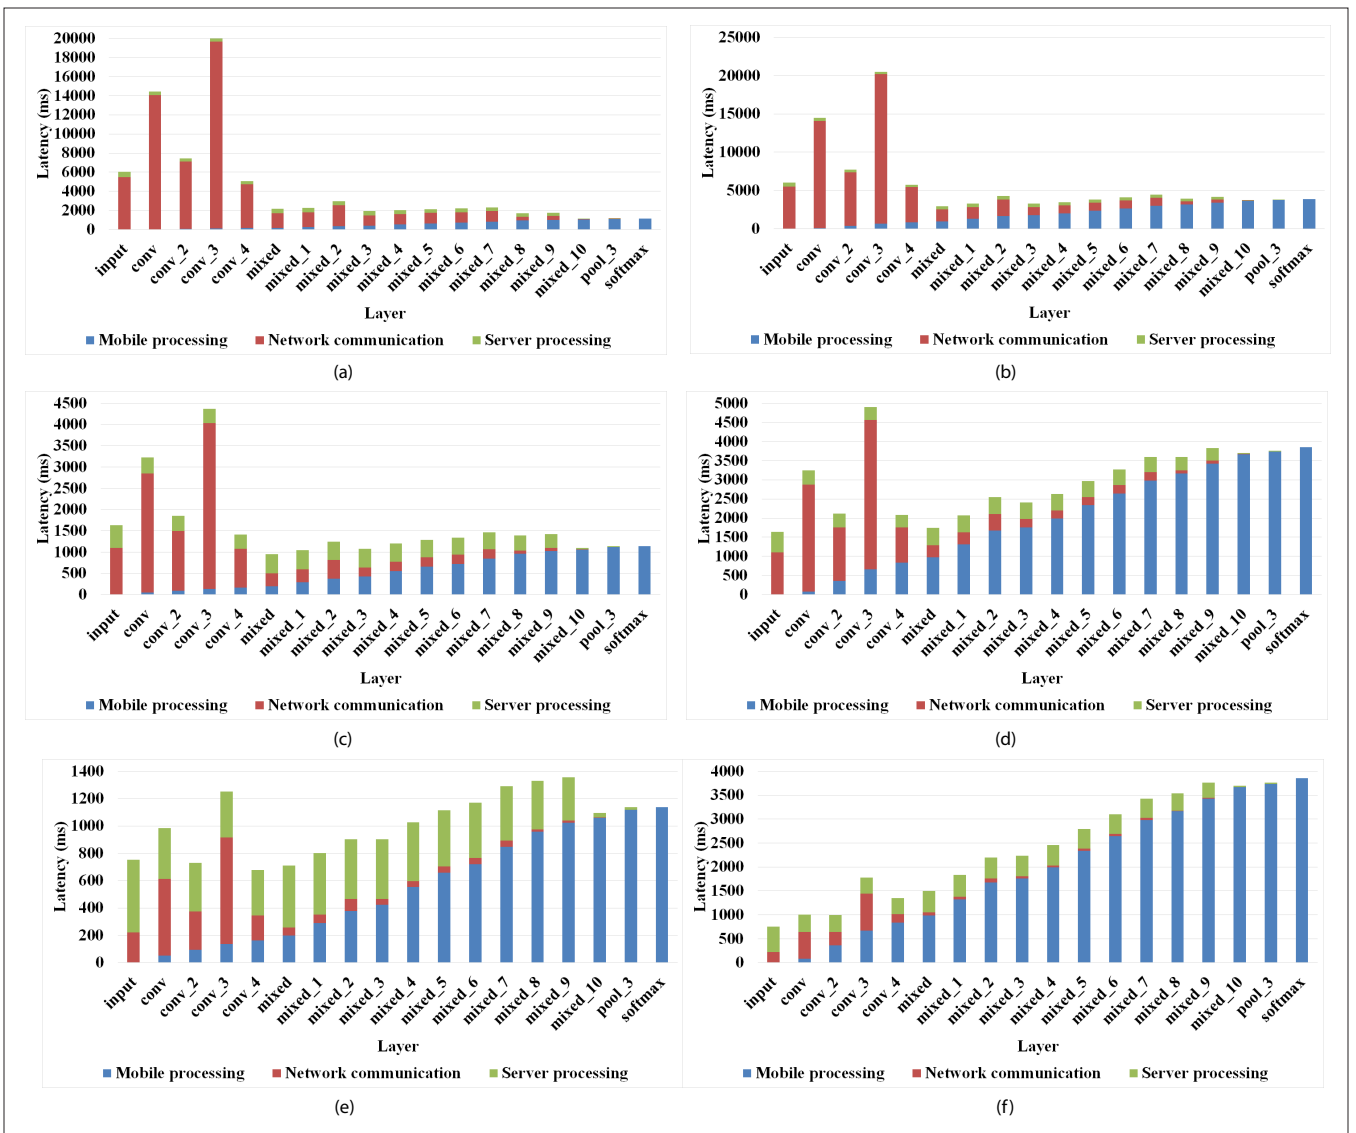 20000
18000
16000
14000
12000
10000
8000
6000
4000
2000
0
Latency (ms)
input conv conv_2 conv_3 conv_4 mixed mixed_1 mixed_2 mixed_3 mixed_4 mixed_5 mixed_6 mixed_7 mixed_8 mixed_9 mixed_10 pool_3 softmax
Layer
Mobile processing Network communication Server processing
(a)
25000
20000
15000
10000
5000
0
Latency (ms)
input conv conv_2 conv_3 conv_4 mixed mixed_1 mixed_2 mixed_3 mixed_4 mixed_5 mixed_6 mixed_7 mixed_8 mixed_9 mixed_10 pool_3 softmax
Layer
Mobile processing Network communication Server processing
(b)
4500
4000
3500
3000
2500
2000
1500
1000
500
0
Latency (ms)
input conv conv_2 conv_3 conv_4 mixed mixed_1 mixed_2 mixed_3 mixed_4 mixed_5 mixed_6 mixed_7 mixed_8 mixed_9 mixed_10 pool_3 softmax
Layer
Mobile processing Network communication Server processing
(c)
5000
4500
4000
3500
3000
2500
2000
1500
1000
500
0
Latency (ms)
input conv conv_2 conv_3 conv_4 mixed mixed_1 mixed_2 mixed_3 mixed_4 mixed_5 mixed_6 mixed_7 mixed_8 mixed_9 mixed_10 pool_3 softmax
Layer
Mobile processing Network communication Server processing
(d)
1400
1200
1000
800
600
400
200
0
Latency (ms)
input conv conv_2 conv_3 conv_4 mixed mixed_1 mixed_2 mixed_3 mixed_4 mixed_5 mixed_6 mixed_7 mixed_8 mixed_9 mixed_10 pool_3 softmax
Layer
Mobile processing Network communication Server processing
(e)
4000
3500
3000
2500
2000
1500
1000
500
0
Latency (ms)
input conv conv_2 conv_3 conv_4 mixed mixed_1 mixed_2 mixed_3 mixed_4 mixed_5 mixed_6 mixed_7 mixed_8 mixed_9 mixed_10 pool_3 softmax
Layer
Mobile processing Network communication Server processing
(f)